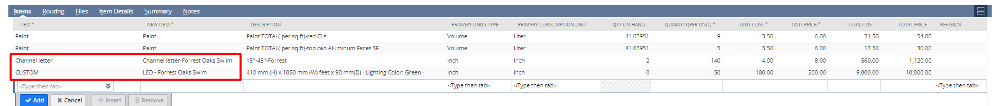 Items Routing Files Item Details Summary Notes
ITEM* NEW ITEM* DESCRIPTION PRIMARY UNITS TYPE PRIMARY CONSUMPTION UNIT QTY ON HAND QUANTITY(PER UNIT)* UNIT COST* UNIT PRICE* TOTAL COST TOTAL PRICE REVISION
Paint Paint Paint TOTAL( per sq ft)-red CLs Volume Liter 41.63951 9 3.50 6.00 31.50 54.00
Paint Paint Paint TOTAL( per sq ft)-top cab Aluminum Faces SF Volume Liter 41.63951 5 3.50 6.00 17.50 30.00
Channel letter Channel letter-Forrest Oaks Swiim 15"-48"-Forrest Inch Inch 2 140 4.00 8.00 560.00 1,120.00
CUSTOM LED - Forrest Oaks Swim 410 mm (H) x 1050 mm (W) feet x 90 mm(D) · Lighting Color: Green · Inch Inch 0 50 180.00 200.00 9,000.00 10,000.00
<Type then tab> <Type then tab> <Type then tab> <Type then tab>
Add Cancel Insert Remove